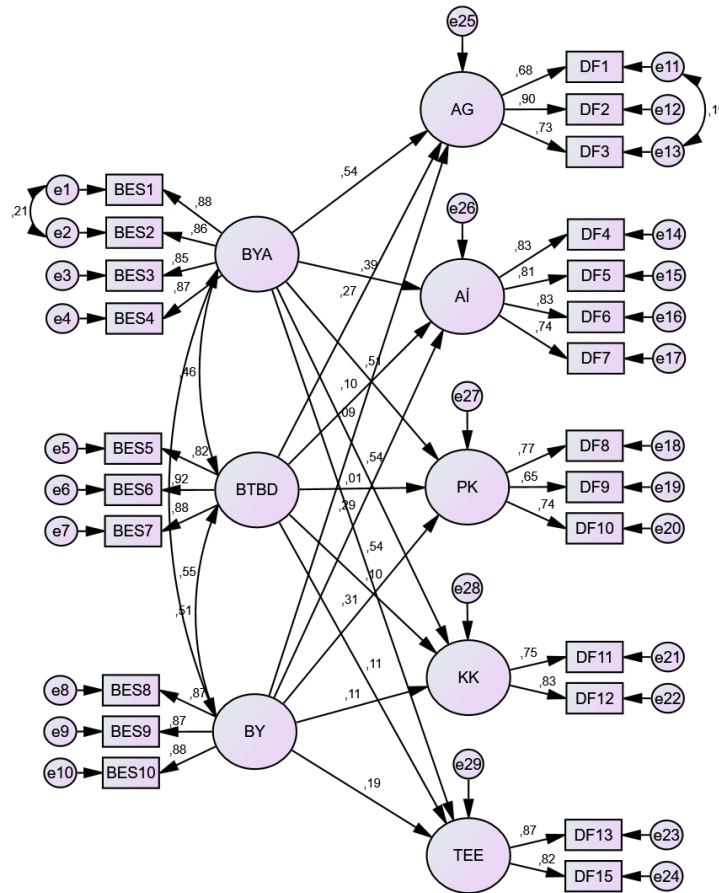 e25
AG
,68
,90
,73
DF1
DF2
DF3
e11
e12
e13
e1
e2
e3
e4
,21
BES1
BES2
BES3
BES4
,88
,86
,85
,87
BYA
,54
,39
,27
e26
Aİ
,83
,81
,83
,74
DF4
DF5
DF6
DF7
e14
e15
e16
e17
,46
,51
,10
,09
e27
PK
,77
,65
,74
DF8
DF9
DF10
e18
e19
e20
e5
e6
e7
BES5
BES6
BES7
,82
,92
,88
BTBD
,54
,01
,29
,54
,10
,31
,55
,51
e28
KK
,75
,83
DF11
DF12
e21
e22
,11
,11
e8
e9
e10
BES8
BES9
BES10
,87
,87
,88
BY
,19
e29
TEE
,87
,82
DF13
DF15
e23
e24